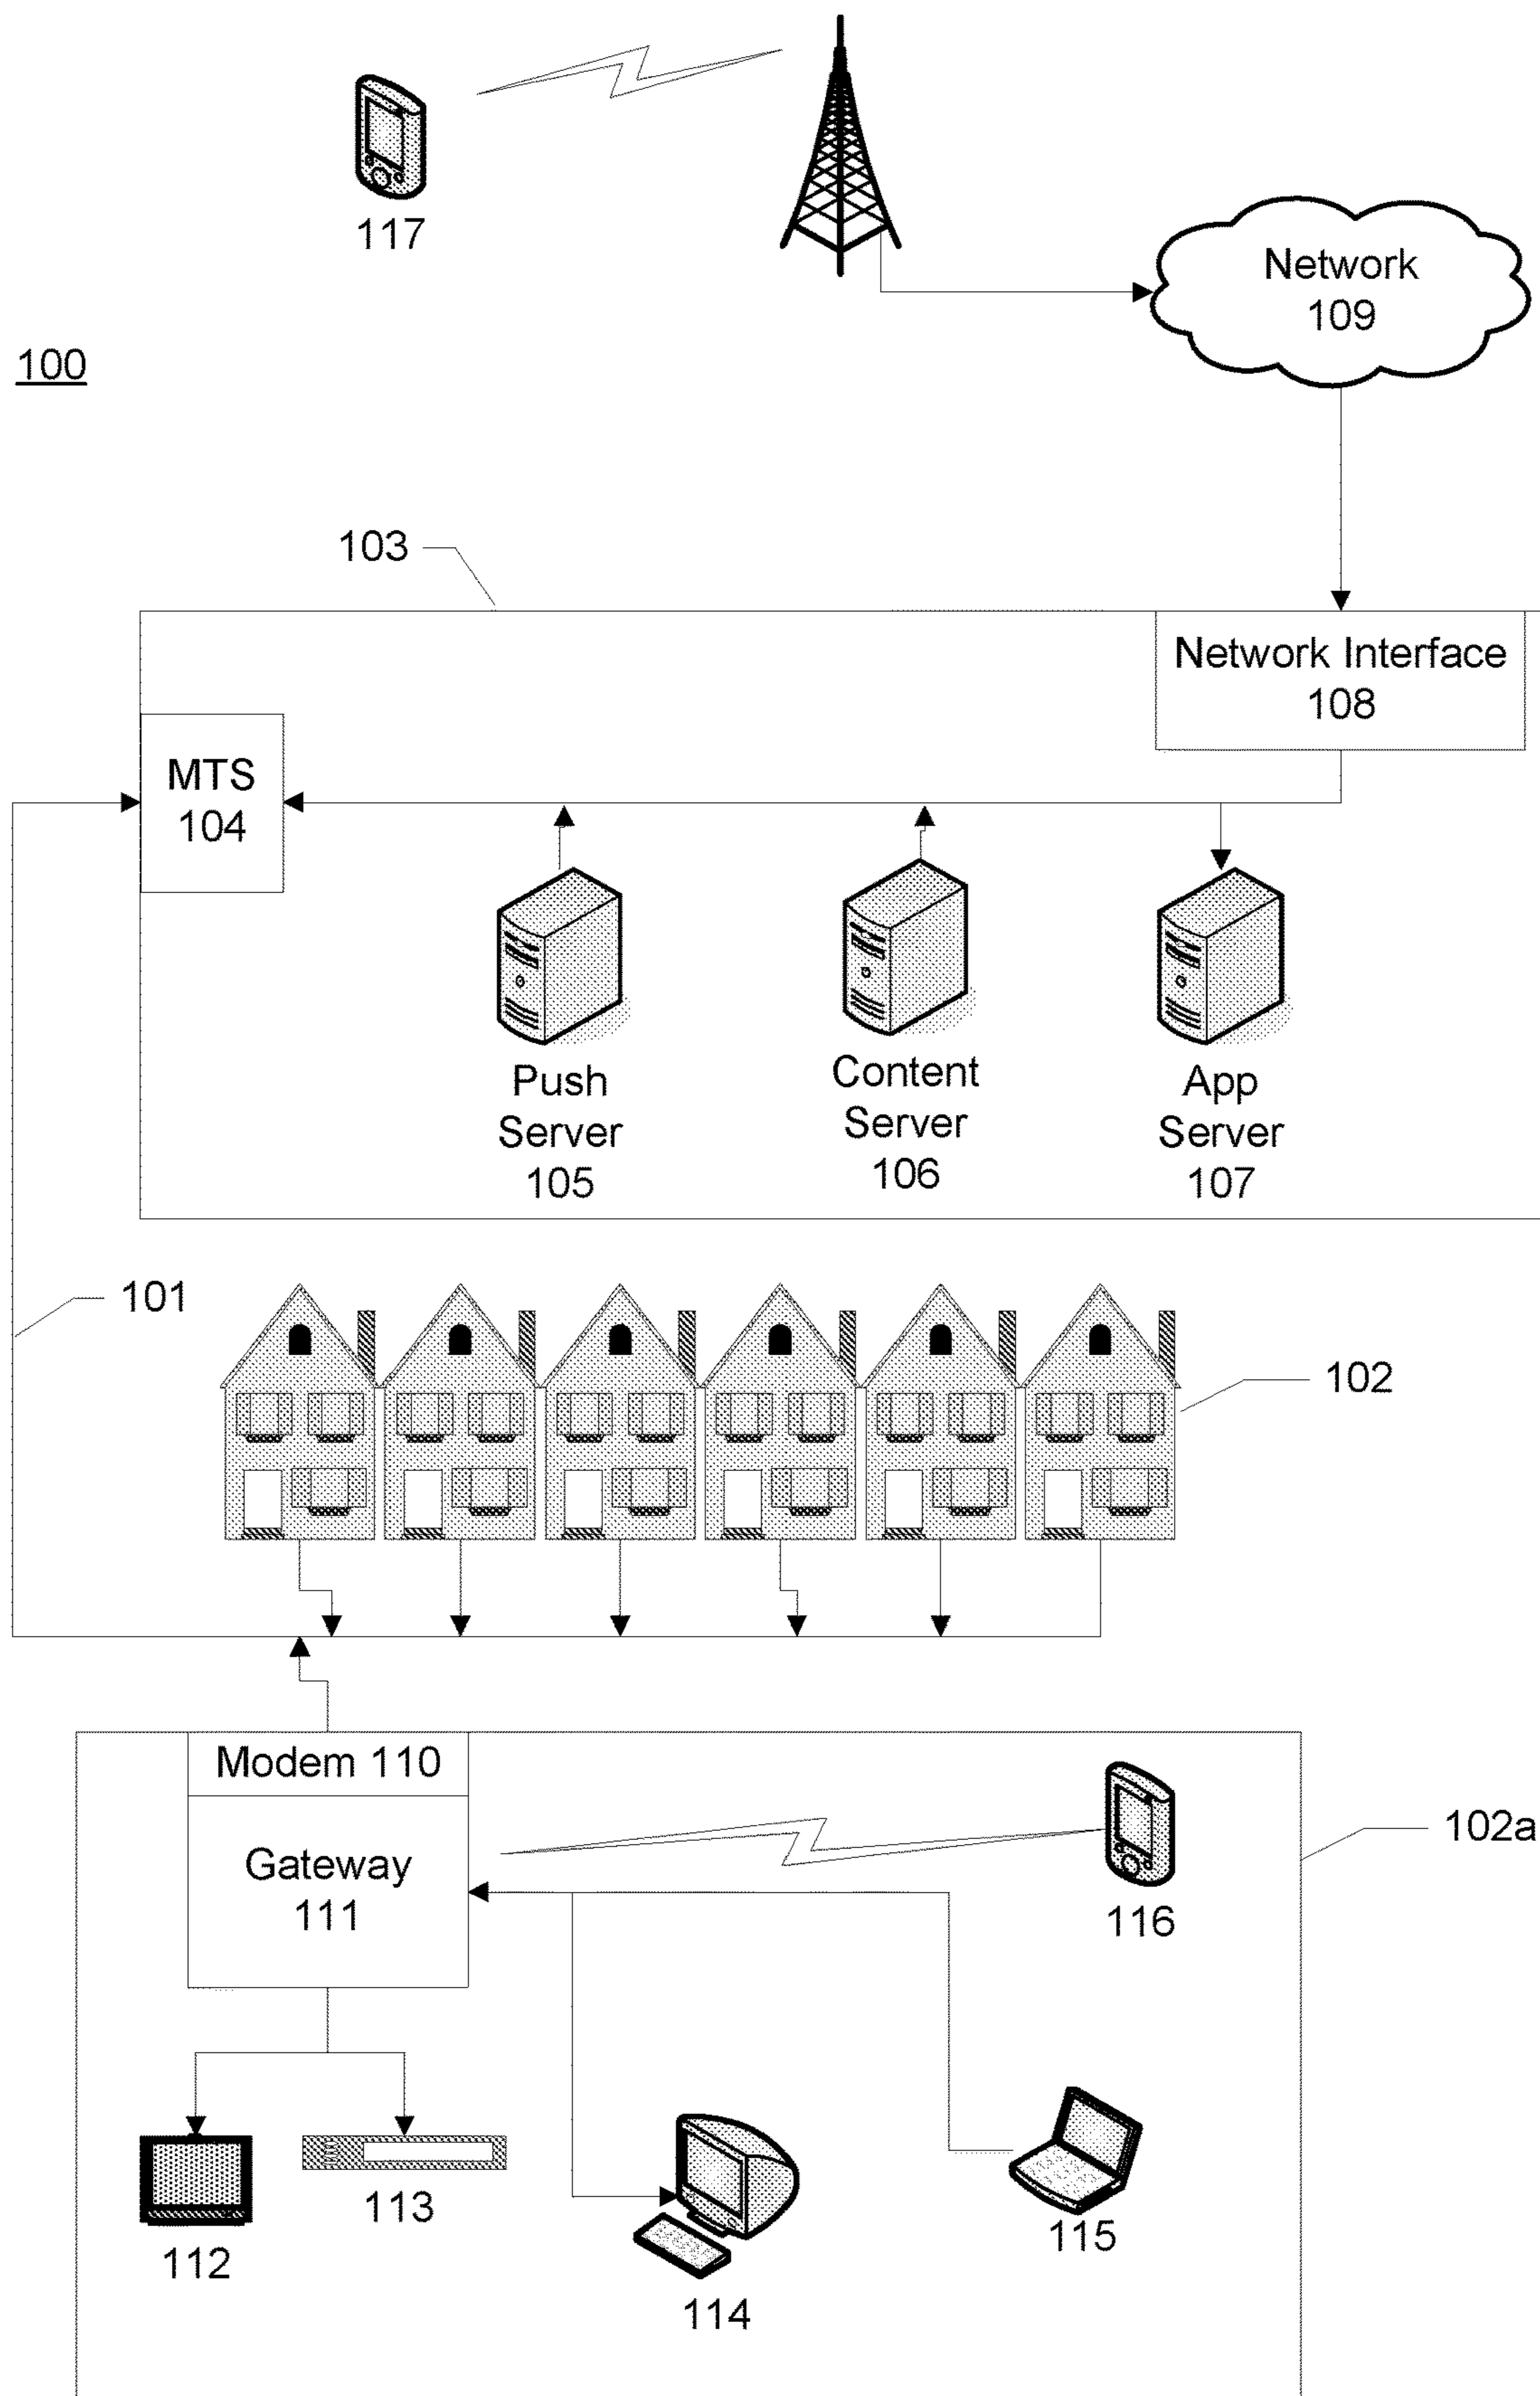 117
Network
109
100
103
Network Interface
108
MTS
104
Push
Server
105
Content
Server
106
App
Server
107
101
102
Modem 110
Gateway
111
102a
116
112
113
114
115